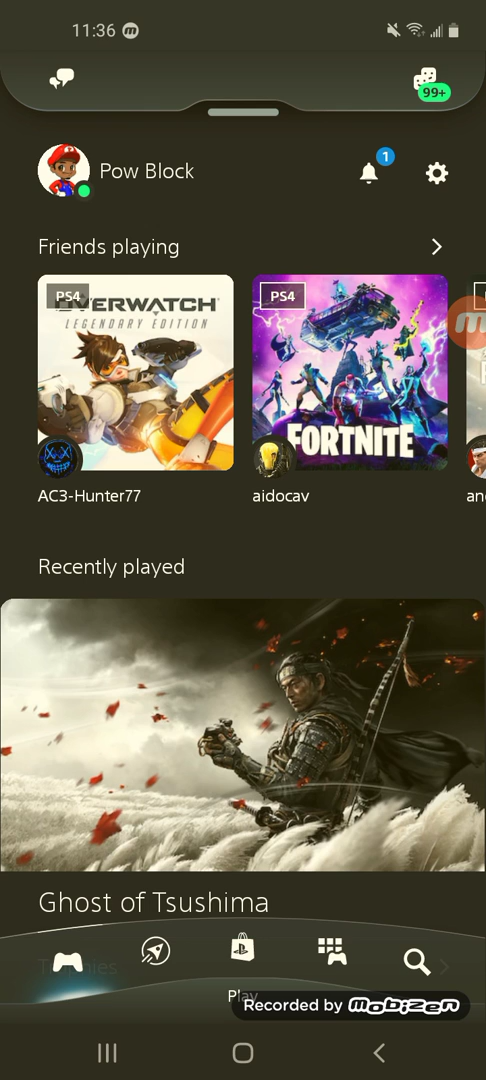 11:36
99+
Pow Block
1
Friends playing
PS4
OVERWATCH
LEGENDARY EDITION
PS4
FORTNITE
AC3-Hunter77
aidocav
Recently played
Ghost of Tsushima
Trophies
Play
Recorded by mobizen